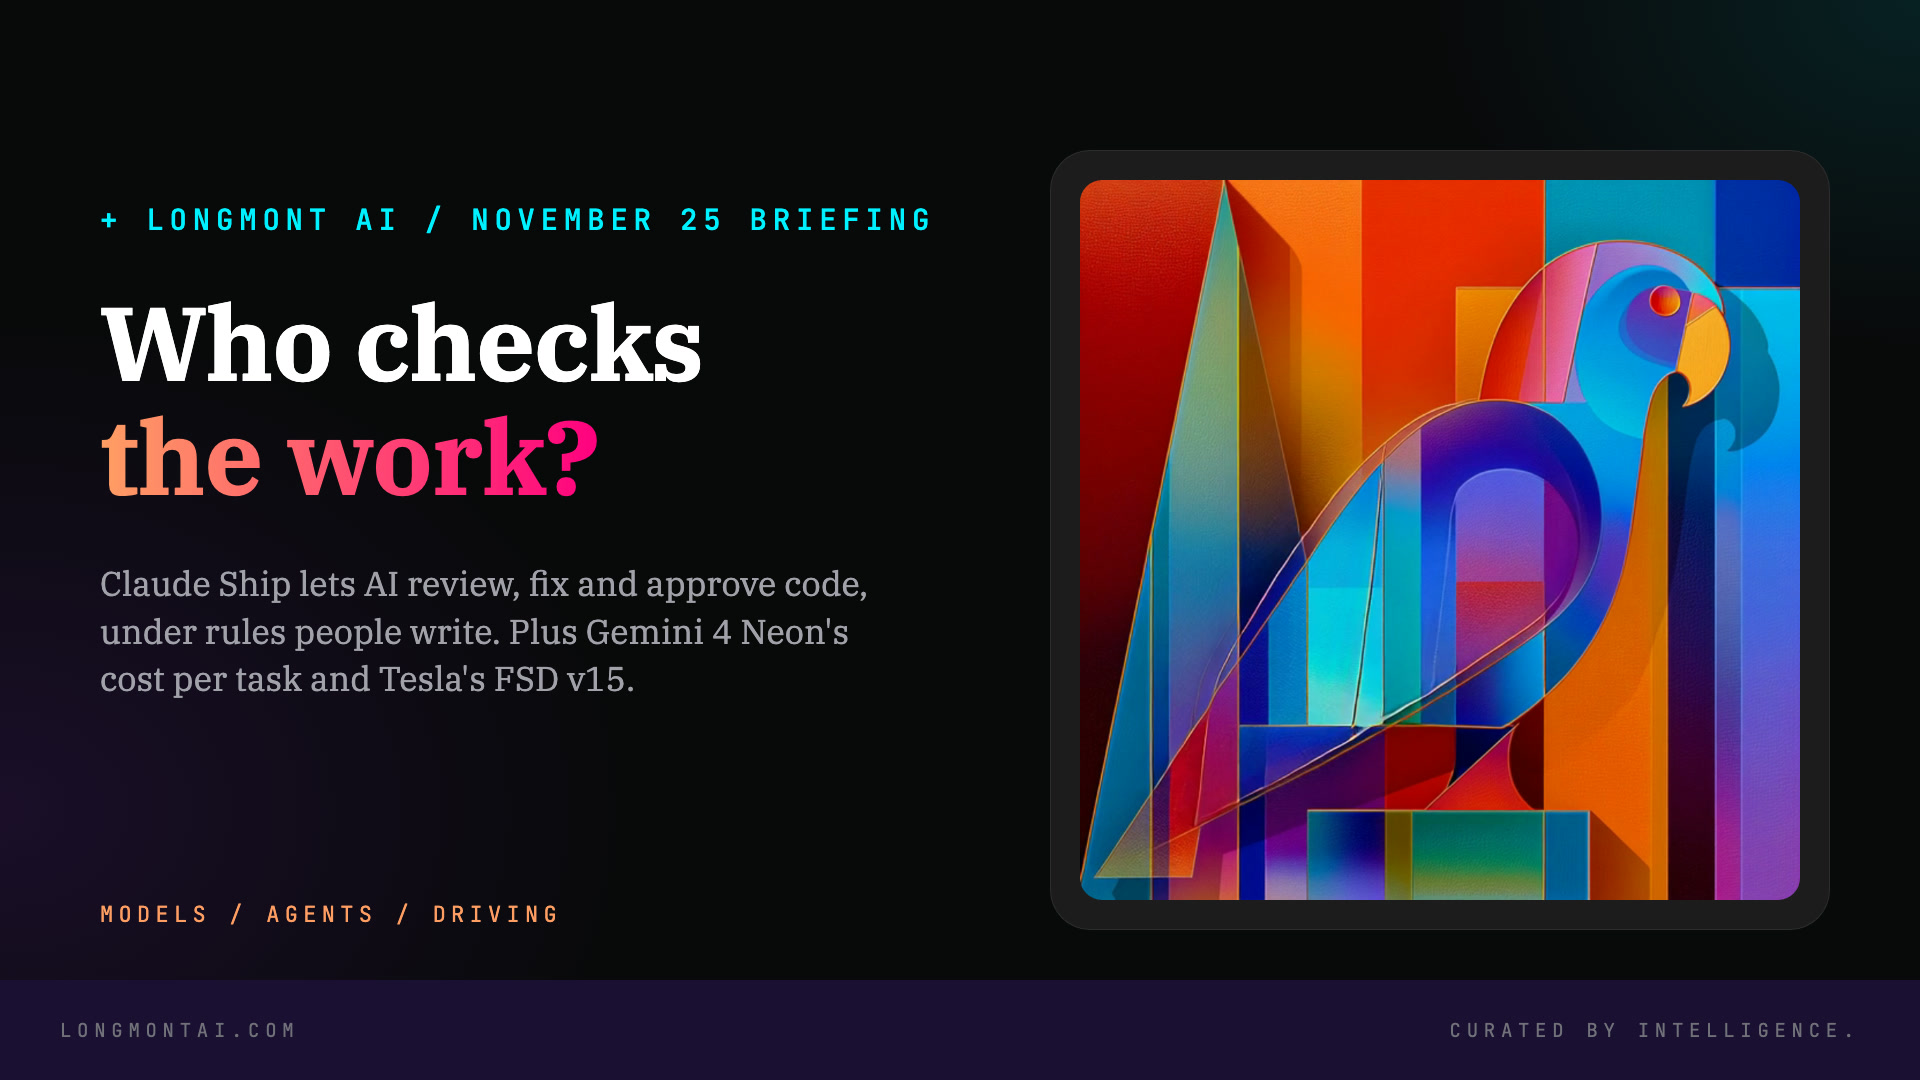 + LONGMONT AI / NOVEMBER 25 BRIEFING
Who checks
the work?
Claude Ship lets AI review, fix and approve code,
under rules people write. Plus Gemini 4 Neon's
cost per task and Tesla's FSD v15.
MODELS / AGENTS / DRIVING
LONGMONTAI.COM
CURATED BY INTELLIGENCE.